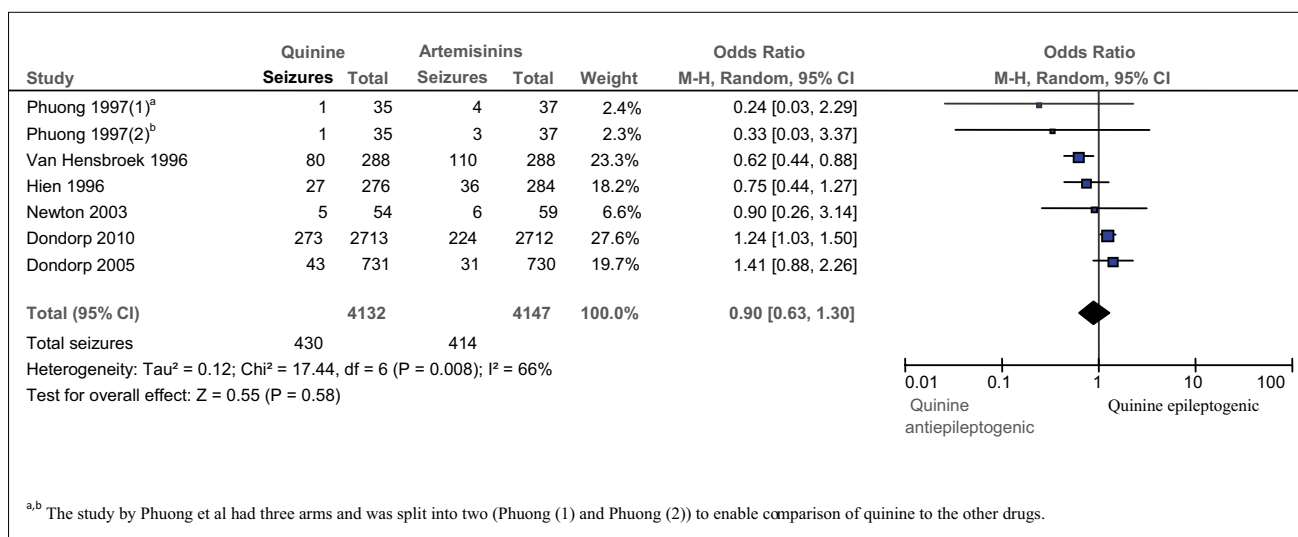 Quinine Artemisinins Odds Ratio Odds Ratio
Study Seizures Total Seizures Total Weight M-H, Random, 95% CI M-H, Random, 95% CI
Phuong 1997(1)a 1 35 4 37 2.4% 0.24 [0.03, 2.29]
Phuong 1997(2)b 1 35 3 37 2.3% 0.33 [0.03, 3.37]
Van Hensbroek 1996 80 288 110 288 23.3% 0.62 [0.44, 0.88]
Hien 1996 27 276 36 284 18.2% 0.75 [0.44, 1.27]
Newton 2003 5 54 6 59 6.6% 0.90 [0.26, 3.14]
Dondorp 2010 273 2713 224 2712 27.6% 1.24 [1.03, 1.50]
Dondorp 2005 43 731 31 730 19.7% 1.41 [0.88, 2.26]
Total (95% CI) 4132 4147 100.0% 0.90 [0.63, 1.30]
Total seizures 430 414
Heterogeneity: Tau² = 0.12; Chi² = 17.44, df = 6 (P = 0.008); I² = 66%
Test for overall effect: Z = 0.55 (P = 0.58)
0.01 0.1 1 10 100
Quinine Quinine epileptogenic
antiepileptogenic
a,b The study by Phuong et al had three arms and was split into two (Phuong (1) and Phuong (2)) to enable comparison of quinine to the other drugs.